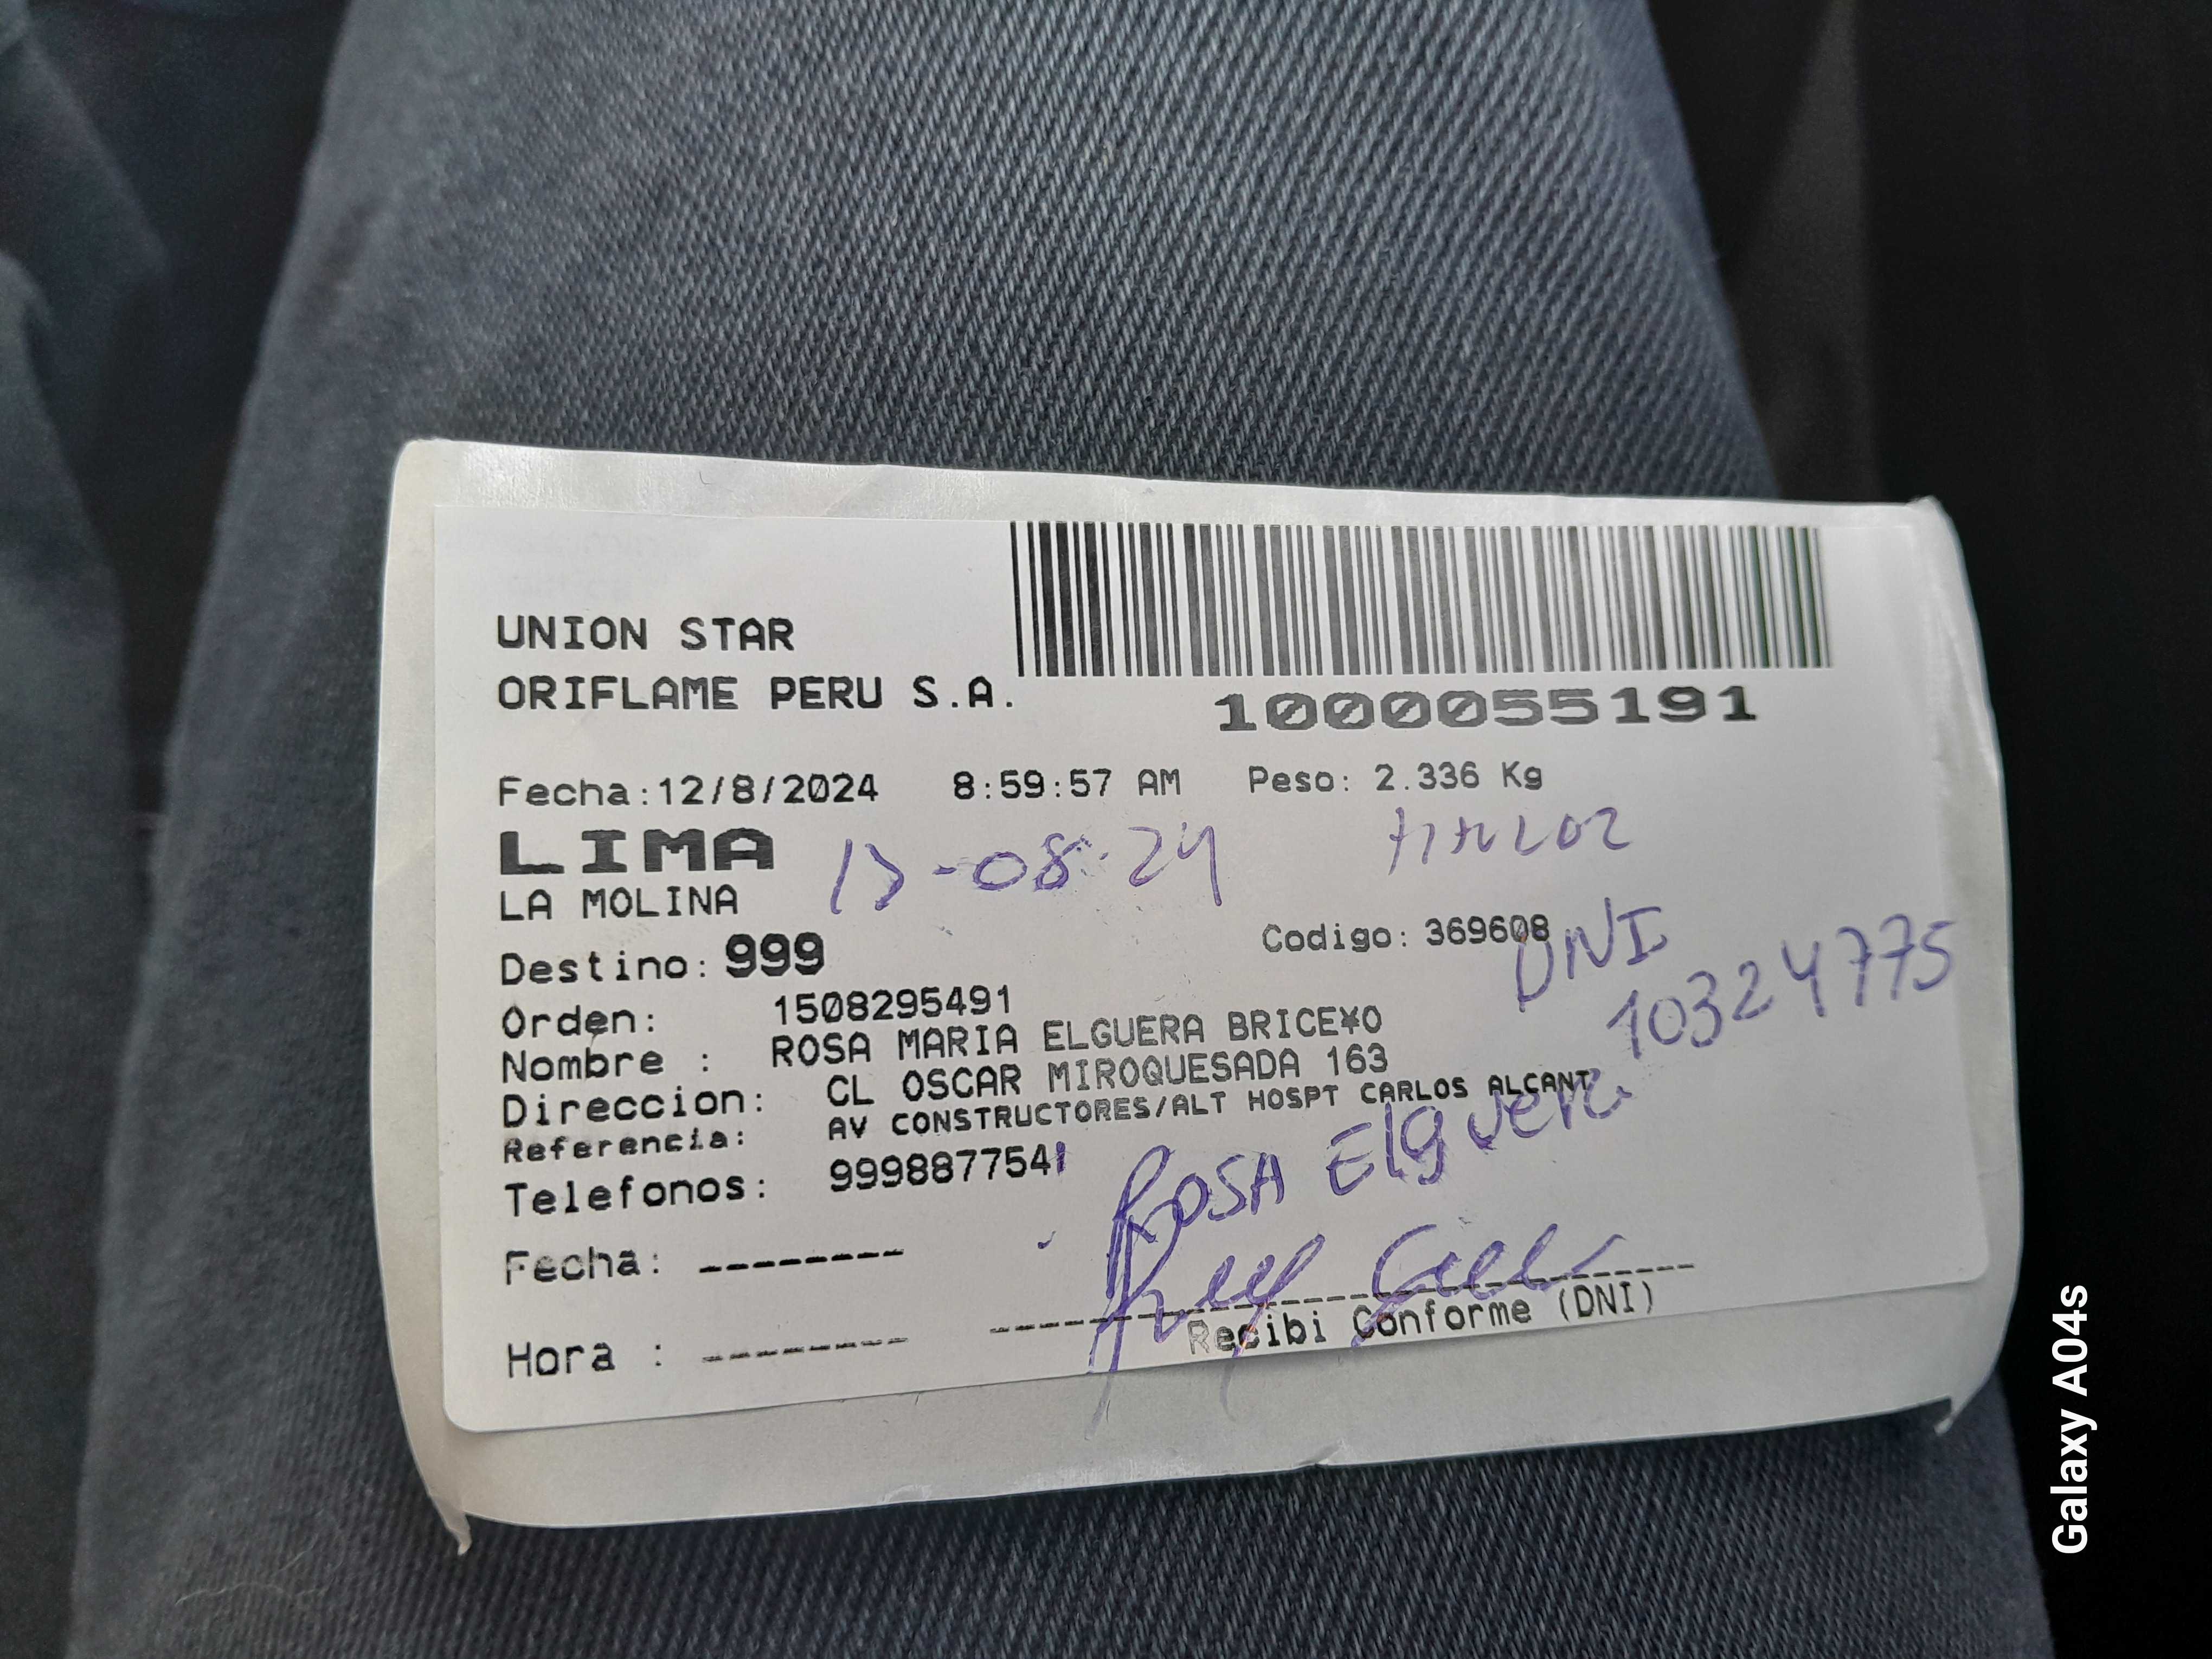 UNION STAR
ORIFLAME PERU S.A.
1000055191
Fecha:12/8/2024 8:59:57 AM Peso: 2.336 Kg
LIMA 13-08-24
LA MOLINA
Destino: 999 Codigo: 369608
DNI
10324775
Orden: 1508295491
Nombre : ROSA MARIA ELGUERA BRICE¥O
Direccion: CL OSCAR MIROQUESADA 163
Referencia: AV CONSTRUCTORES/ALT HOSPT CARLOS ALCANT
Telefonos: 999887754
ROSA Elguera
Fecha: --------
Hora : --------
Recibi Conforme (DNI)
Galaxy A04s